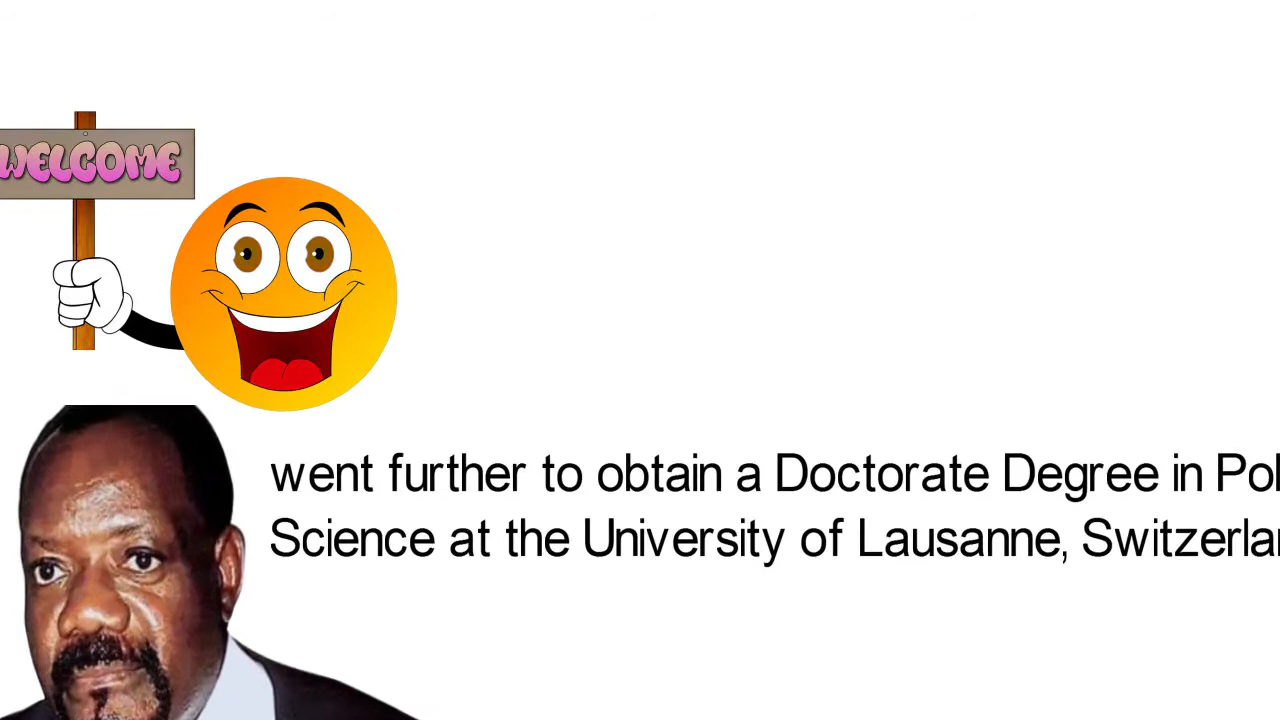 WELCOME
went further to obtain a Doctorate Degree in Pol
Science at the University of Lausanne, Switzerlan